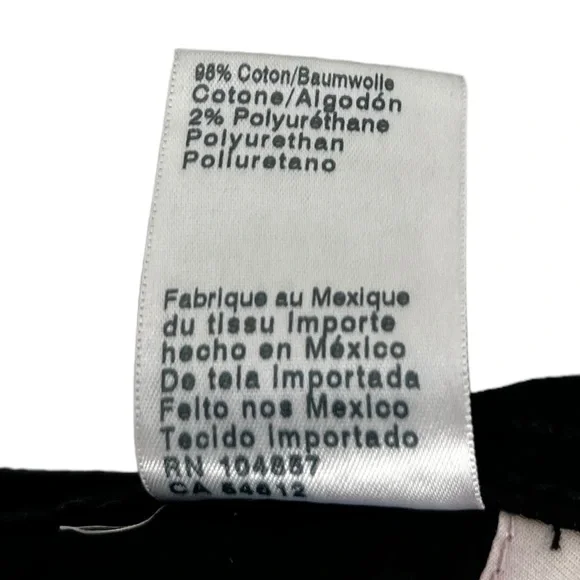 98% Coton/Baumwolle
Cotone/Algodón
2% Polyuréthane
Polyurethan
Poliuretano
Fabrique au Mexique
du tissu importe
hecho en México
De tela importada
Feito nos Mexico
Tecido importado
RN 104857
CA 54612